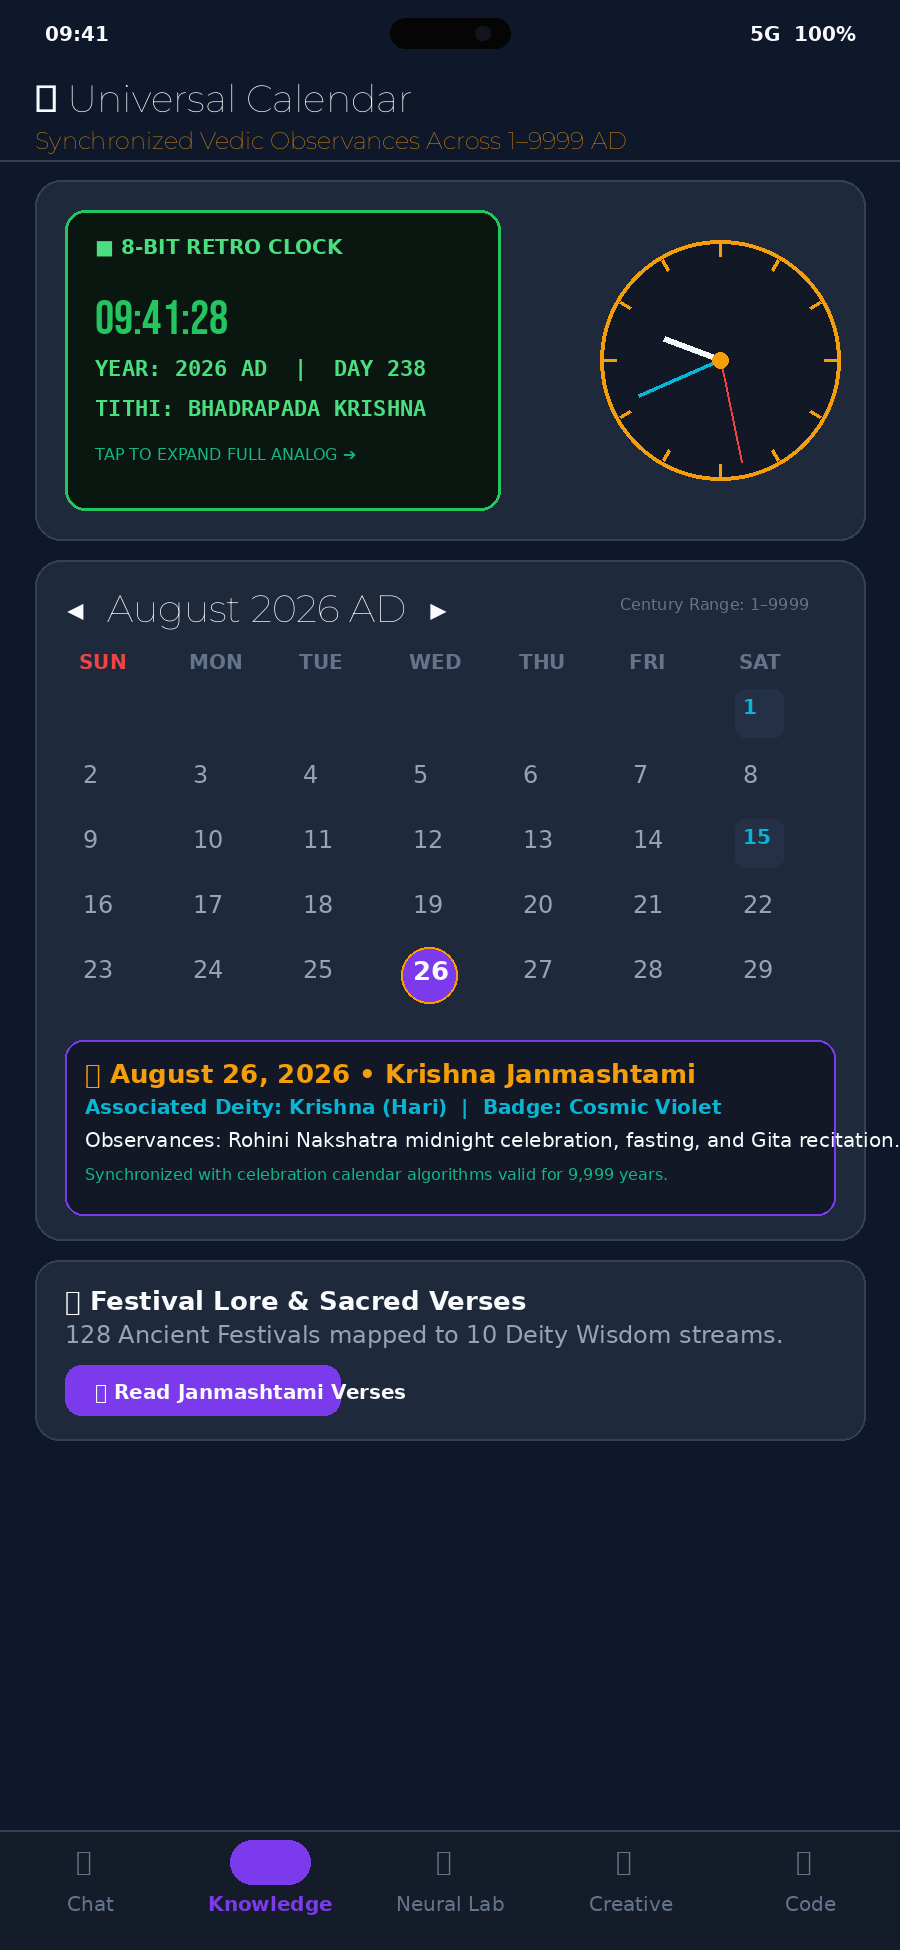 09:41
5G 100%
Universal Calendar
Synchronized Vedic Observances Across 1–9999 AD
■ 8-BIT RETRO CLOCK
09:41:28
YEAR: 2026 AD | DAY 238
TITHI: BHADRAPADA KRISHNA
TAP TO EXPAND FULL ANALOG ➔
◄ August 2026 AD ►
Century Range: 1–9999
SUN MON TUE WED THU FRI SAT
1
2 3 4 5 6 7 8
9 10 11 12 13 14 15
16 17 18 19 20 21 22
23 24 25 26 27 28 29
August 26, 2026 • Krishna Janmashtami
Associated Deity: Krishna (Hari) | Badge: Cosmic Violet
Observances: Rohini Nakshatra midnight celebration, fasting, and Gita recitation.
Synchronized with celebration calendar algorithms valid for 9,999 years.
Festival Lore & Sacred Verses
128 Ancient Festivals mapped to 10 Deity Wisdom streams.
Read Janmashtami Verses
Chat Knowledge Neural Lab Creative Code